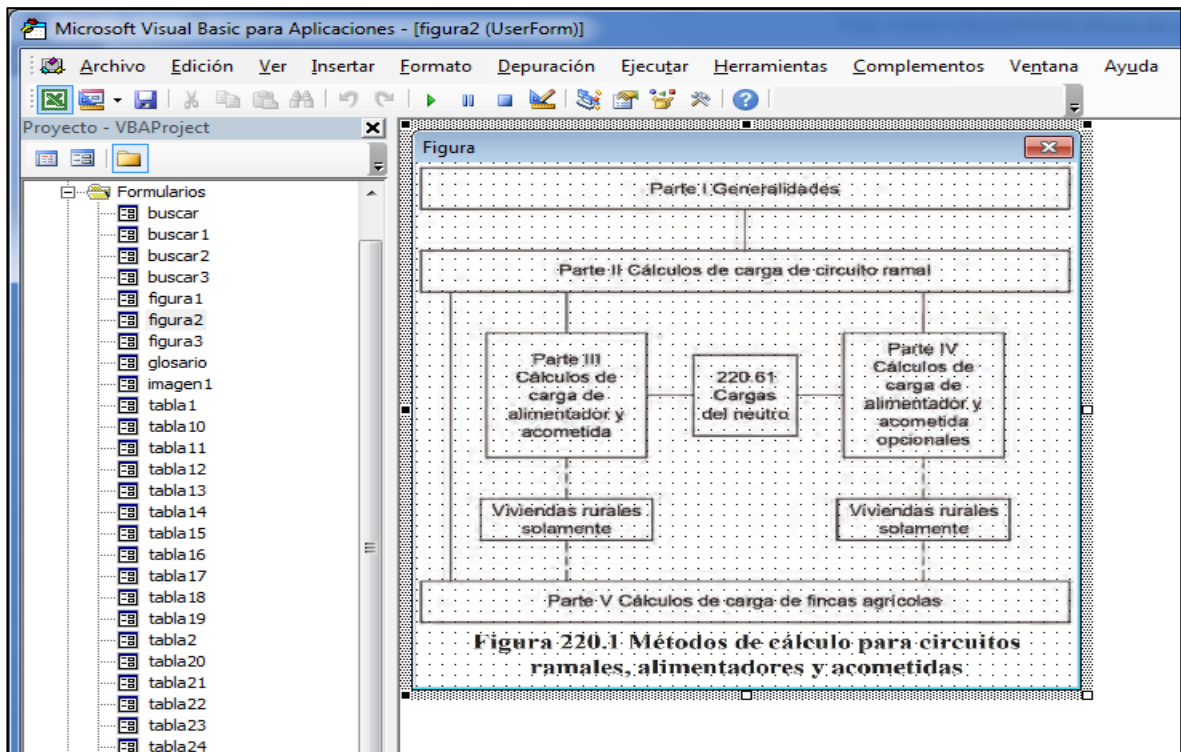 Microsoft Visual Basic para Aplicaciones - [figura2 (UserForm)]
Archivo Edición Ver Insertar Formato Depuración Ejecutar Herramientas Complementos Ventana Ayuda
Proyecto - VBAProject
Formularios
buscar
buscar1
buscar2
buscar3
figura1
figura2
figura3
glosario
imagen1
tabla1
tabla10
tabla11
tabla12
tabla13
tabla14
tabla15
tabla16
tabla17
tabla18
tabla19
tabla2
tabla20
tabla21
tabla22
tabla23
tabla24
Figura
Parte I Generalidades
Parte II Cálculos de carga de circuito ramal
Parte III
Cálculos de
carga de
alimentador y
acometida
220.61
Cargas
del neutro
Parte IV
Cálculos de
carga de
alimentador y
acometida
opcionales
Viviendas rurales
solamente
Viviendas rurales
solamente
Parte V Cálculos de carga de fincas agrícolas
Figura 220.1 Métodos de cálculo para circuitos
ramales, alimentadores y acometidas